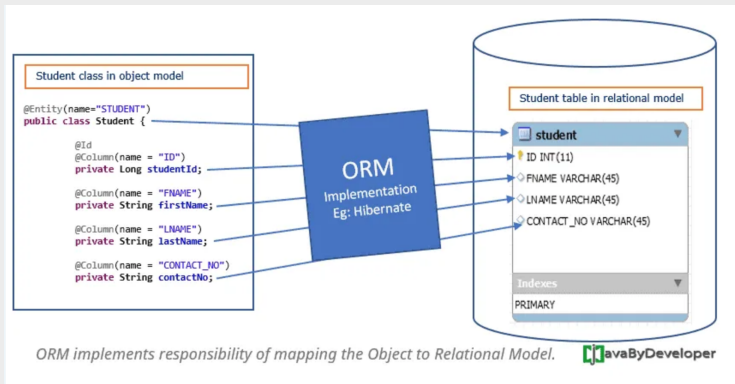 Student class in object model
@Entity(name="STUDENT")
public class Student {
@Id
@Column(name = "ID")
private Long studentId;
@Column(name = "FNAME")
private String firstName;
@Column(name = "LNAME")
private String lastName;
@Column(name = "CONTACT_NO")
private String contactNo;
ORM
Implementation
Eg: Hibernate
Student table in relational model
student
ID INT(11)
FNAME VARCHAR(45)
LNAME VARCHAR(45)
CONTACT_NO VARCHAR(45)
Indexes
PRIMARY
ORM implements responsibility of mapping the Object to Relational Model.
[j]avaByDeveloper